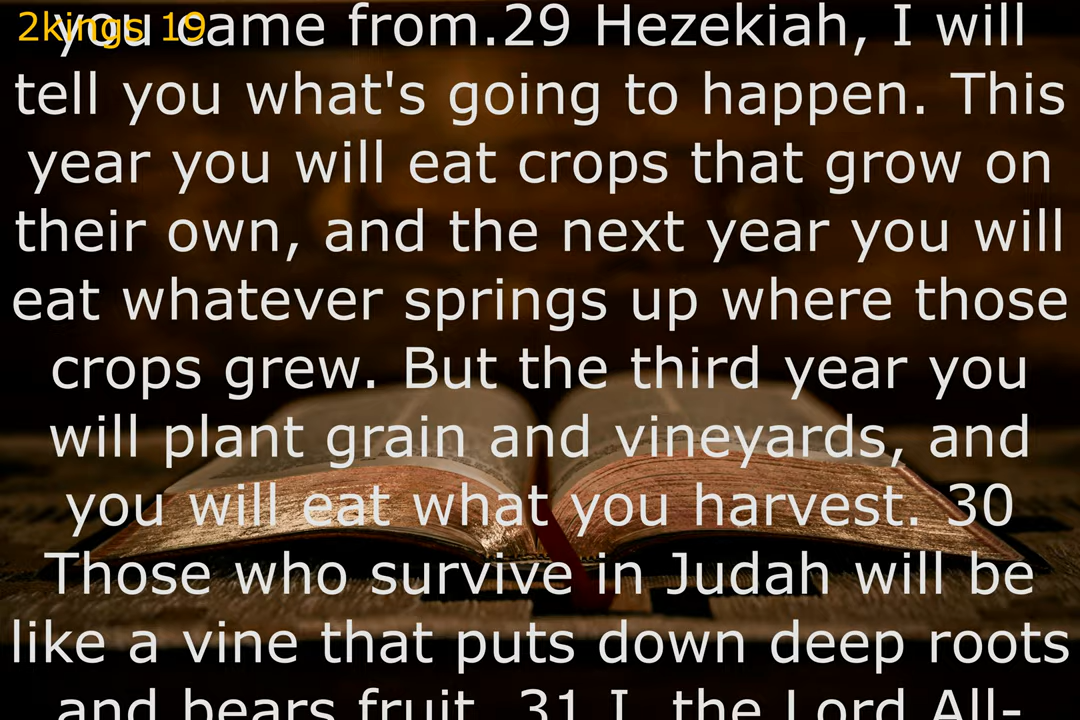 2kings 19
you came from.29 Hezekiah, I will
tell you what's going to happen. This
year you will eat crops that grow on
their own, and the next year you will
eat whatever springs up where those
crops grew. But the third year you
will plant grain and vineyards, and
you will eat what you harvest. 30
Those who survive in Judah will be
like a vine that puts down deep roots
and bears fruit. 31 I, the Lord All-